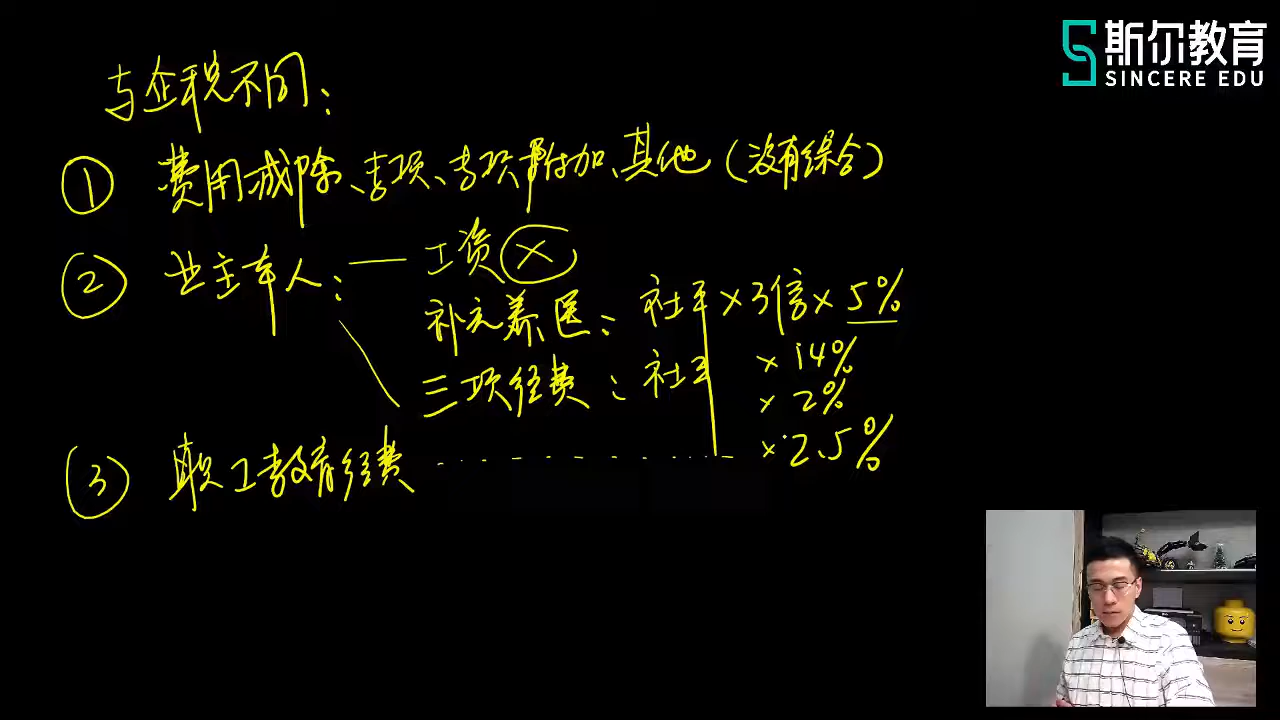 斯尔教育
SINCERE EDU
与企税不同：
① 费用减除、专项、专项附加、其他（没有综合）
② 业主本人：—— 工资 ×
补充养、医：社平×3倍×5%
三项经费：社平 ×14%
×2%
×2.5%
③ 职工教育经费 ············